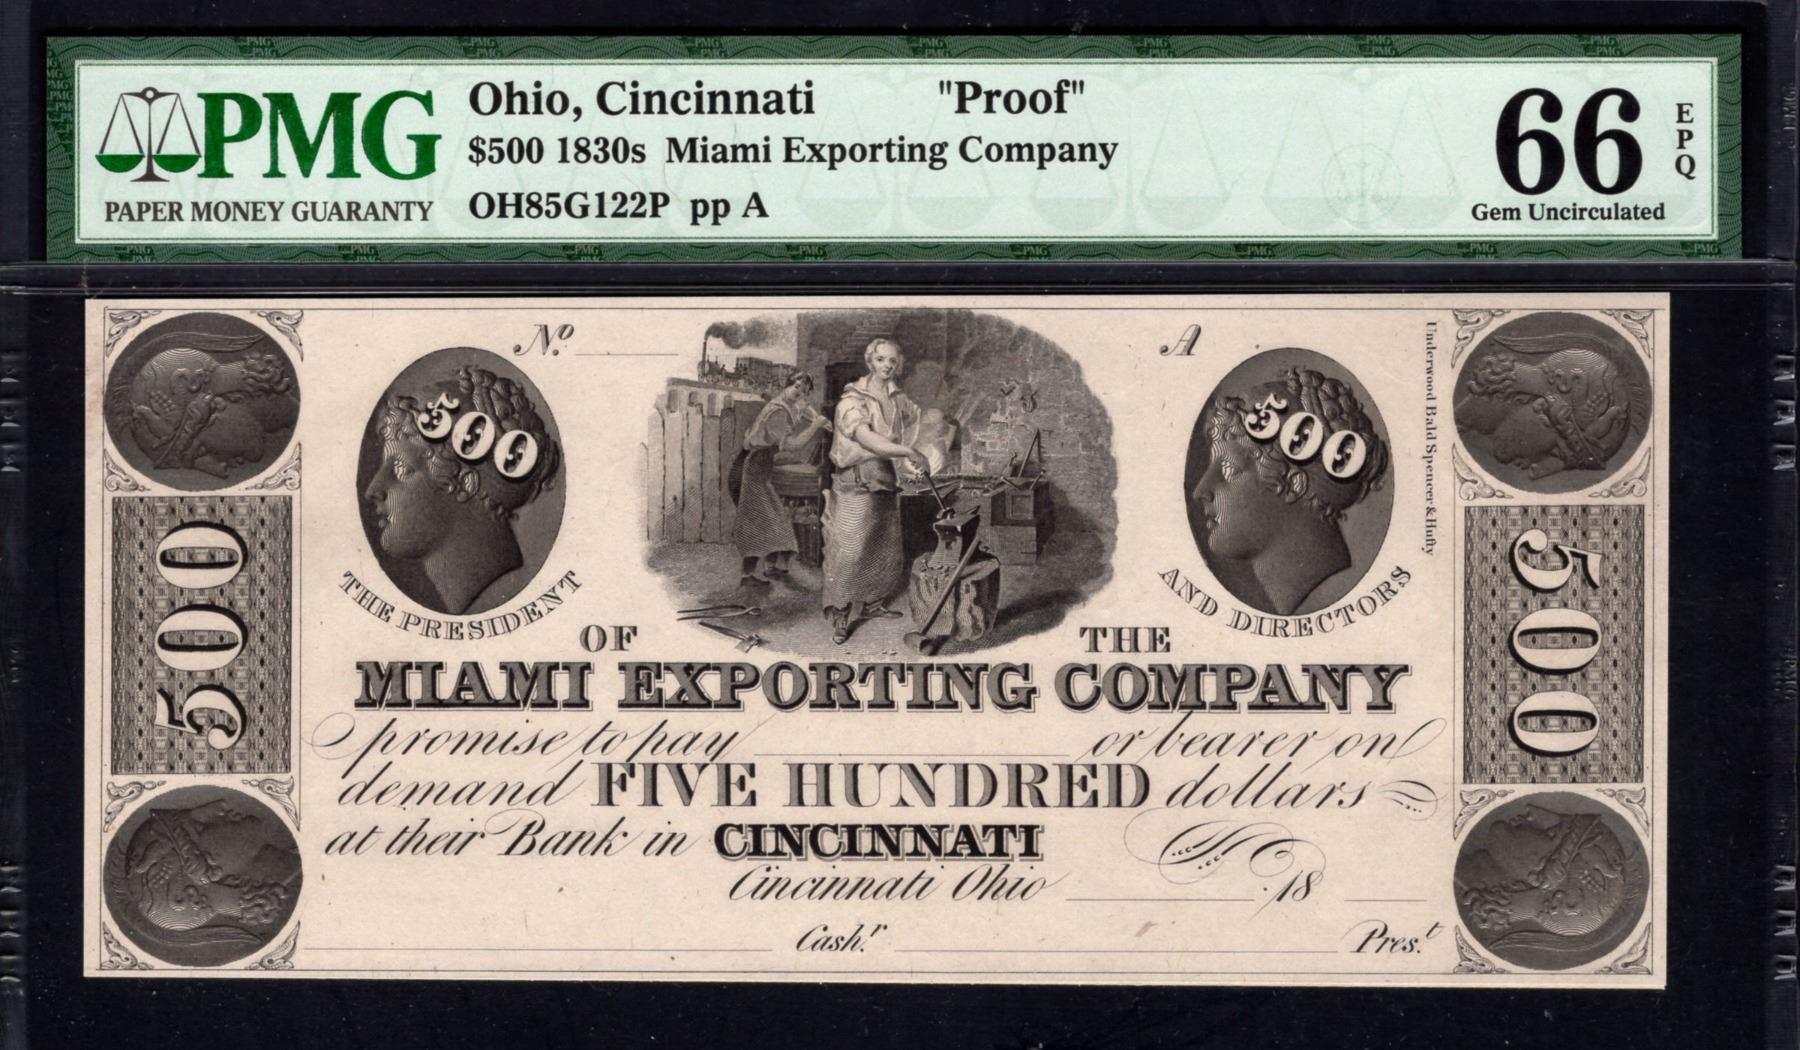 PMG
PAPER MONEY GUARANTY
Ohio, Cincinnati "Proof"
$500 1830s Miami Exporting Company
OH85G122P pp A
66 EPQ
Gem Uncirculated
No. A
500
500
500
500
Underwood Bald Spencer & Hufty
THE PRESIDENT
AND DIRECTORS
OF THE
MIAMI EXPORTING COMPANY
promise to pay or bearer on
demand FIVE HUNDRED dollars
at their Bank in CINCINNATI
Cincinnati Ohio 18
Cashr. Prest.